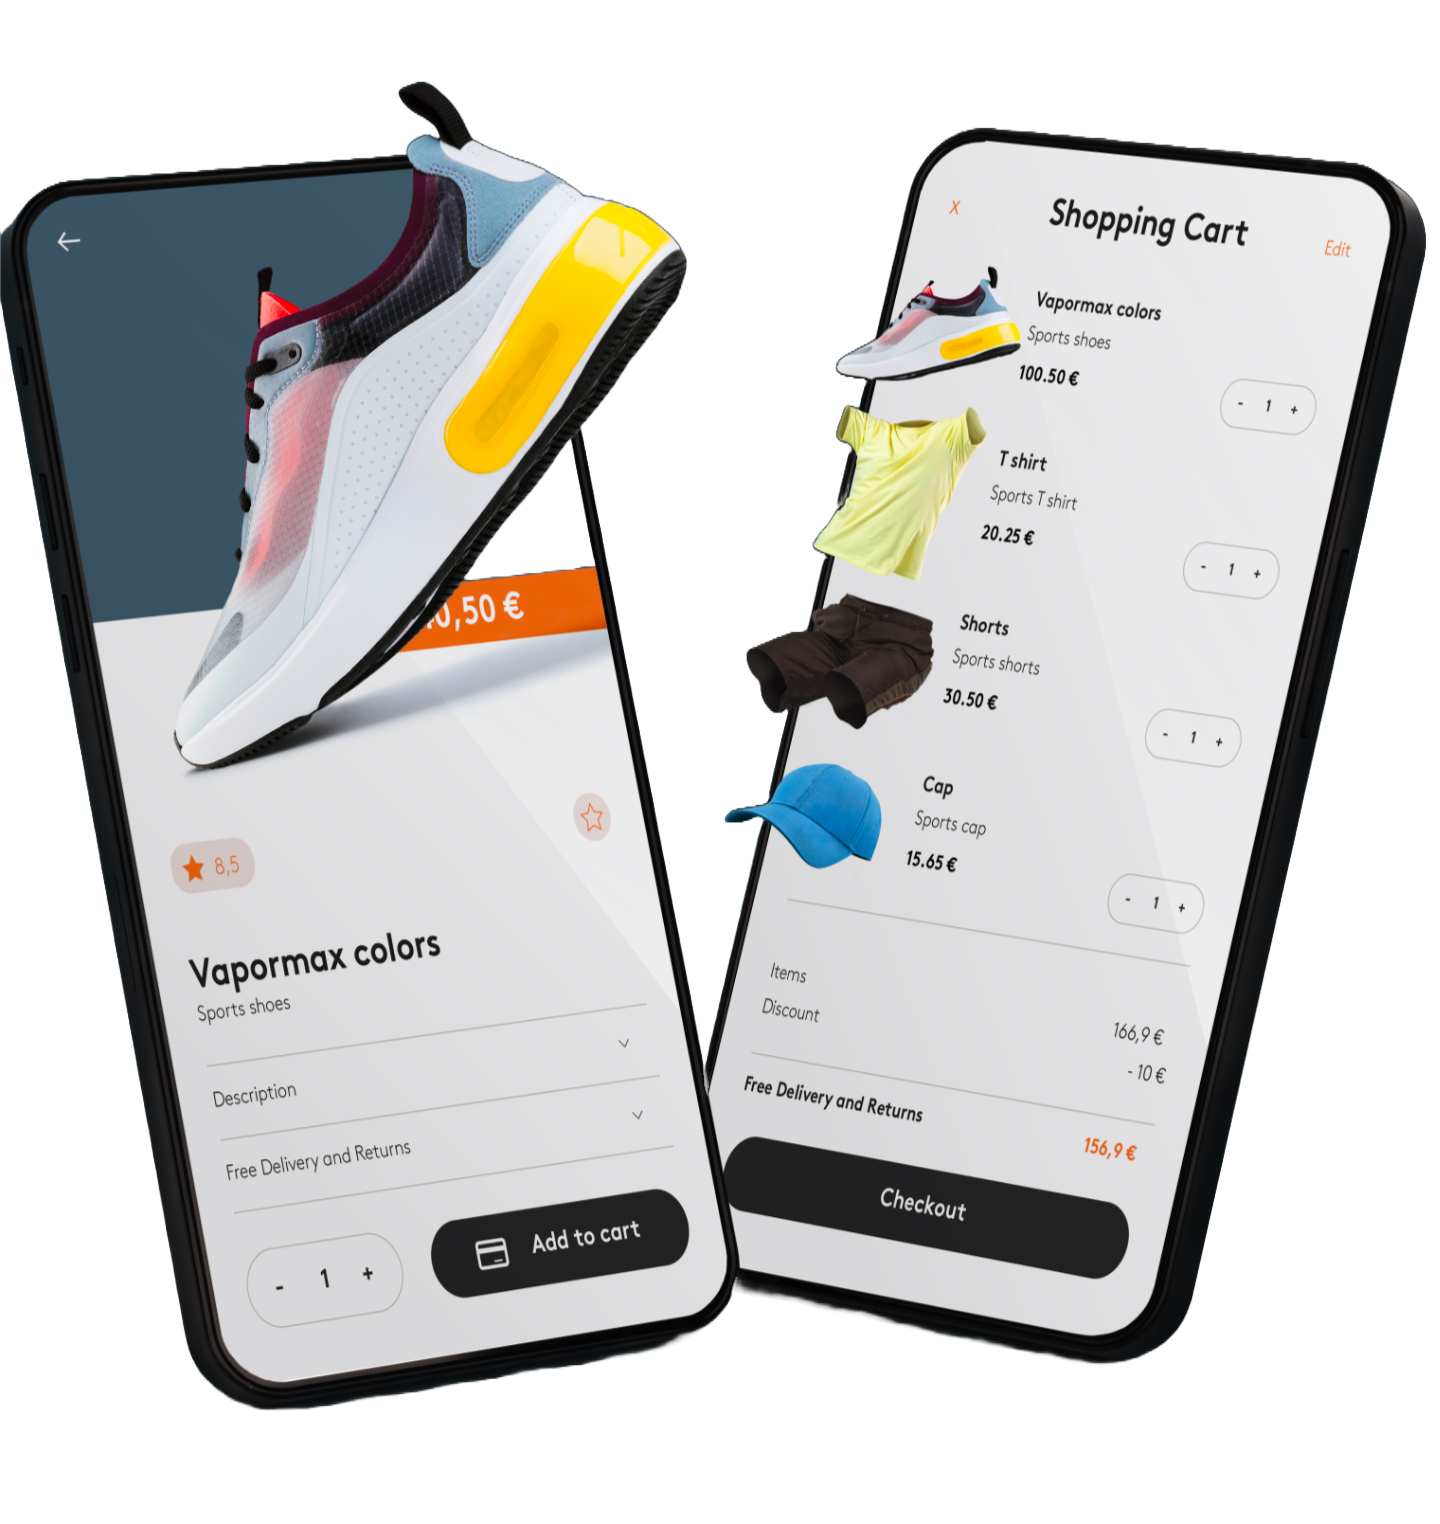 0,50 €
8,5
Vapormax colors
Sports shoes
Description
Free Delivery and Returns
- 1 +
Add to cart
X
Shopping Cart
Edit
Vapormax colors
Sports shoes
100.50 €
- 1 +
T shirt
Sports T shirt
20.25 €
- 1 +
Shorts
Sports shorts
30.50 €
- 1 +
Cap
Sports cap
15.65 €
- 1 +
Items
166,9 €
Discount
- 10 €
Free Delivery and Returns
156,9 €
Checkout